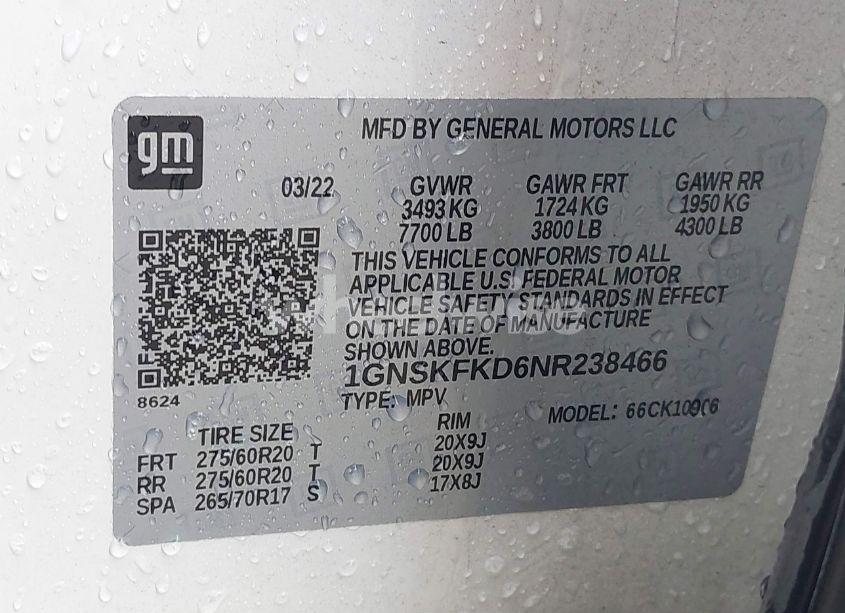 gm
MFD BY GENERAL MOTORS LLC
03/22 GVWR GAWR FRT GAWR RR
3493 KG 1724 KG 1950 KG
7700 LB 3800 LB 4300 LB
THIS VEHICLE CONFORMS TO ALL
APPLICABLE U.S. FEDERAL MOTOR
VEHICLE SAFETY STANDARDS IN EFFECT
ON THE DATE OF MANUFACTURE
SHOWN ABOVE.
1GNSKFKD6NR238466
8624
TYPE: MPV MODEL: 66CK10906
TIRE SIZE RIM
FRT 275/60R20 T 20X9J
RR 275/60R20 T 20X9J
SPA 265/70R17 S 17X8J